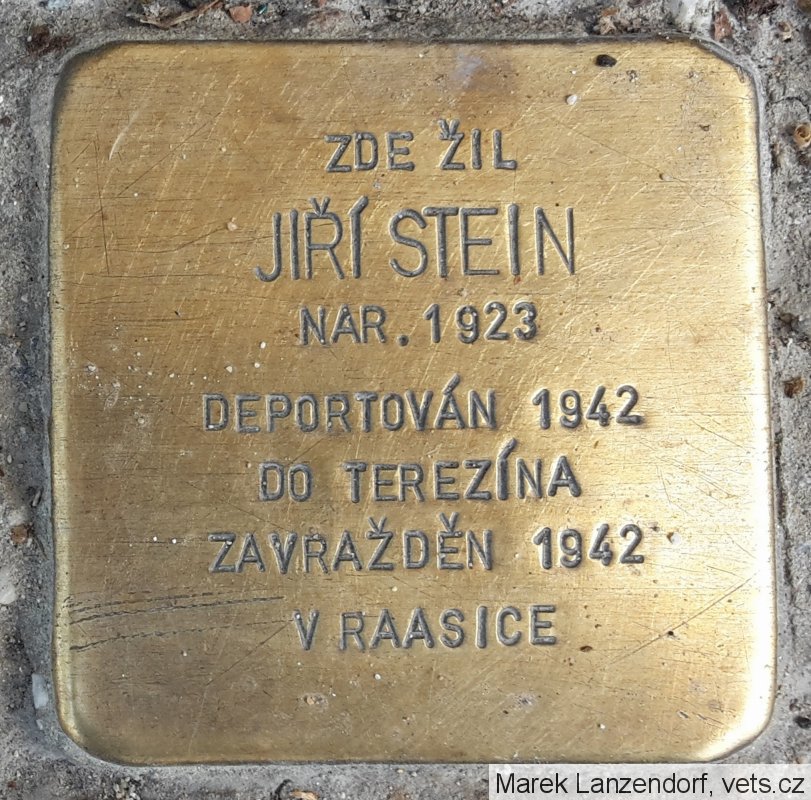 ZDE ŽIL
JIŘÍ STEIN
NAR. 1923
DEPORTOVÁN 1942
DO TEREZÍNA
ZAVRAŽDĚN 1942
V RAASICE
Marek Lanzendorf, vets.cz